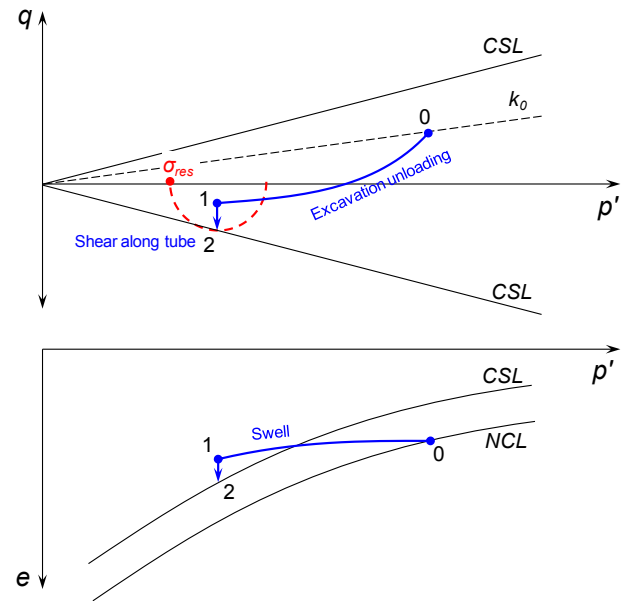 q
CSL
k0
0
σres
1
Excavation unloading
p'
Shear along tube
2
CSL
p'
CSL
Swell
1
NCL
0
2
e